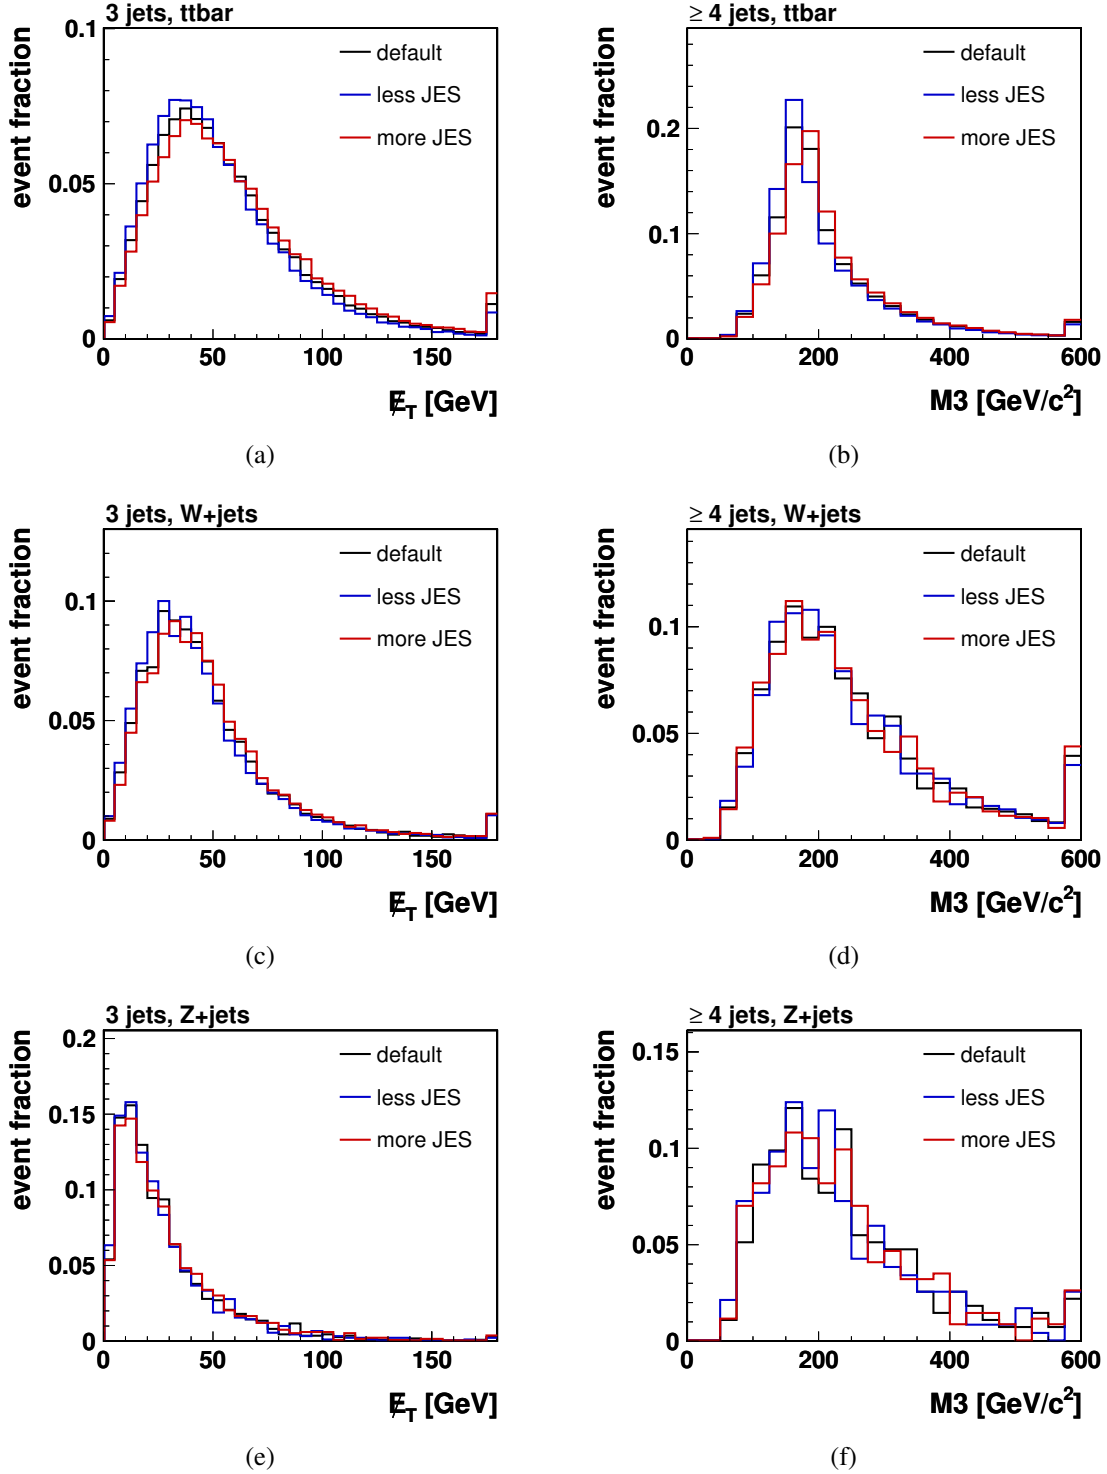 3 jets, ttbar
event fraction
0.1
0.05
0
default
less JES
more JES
0 50 100 150
E̸T [GeV]
(a)
≥ 4 jets, ttbar
event fraction
0.2
0.1
0
default
less JES
more JES
0 200 400 600
M3 [GeV/c²]
(b)
3 jets, W+jets
event fraction
0.1
0.05
0
default
less JES
more JES
0 50 100 150
E̸T [GeV]
(c)
≥ 4 jets, W+jets
event fraction
0.1
0.05
0
default
less JES
more JES
0 200 400 600
M3 [GeV/c²]
(d)
3 jets, Z+jets
event fraction
0.2
0.15
0.1
0.05
0
default
less JES
more JES
0 50 100 150
E̸T [GeV]
(e)
≥ 4 jets, Z+jets
event fraction
0.15
0.1
0.05
0
default
less JES
more JES
0 200 400 600
M3 [GeV/c²]
(f)